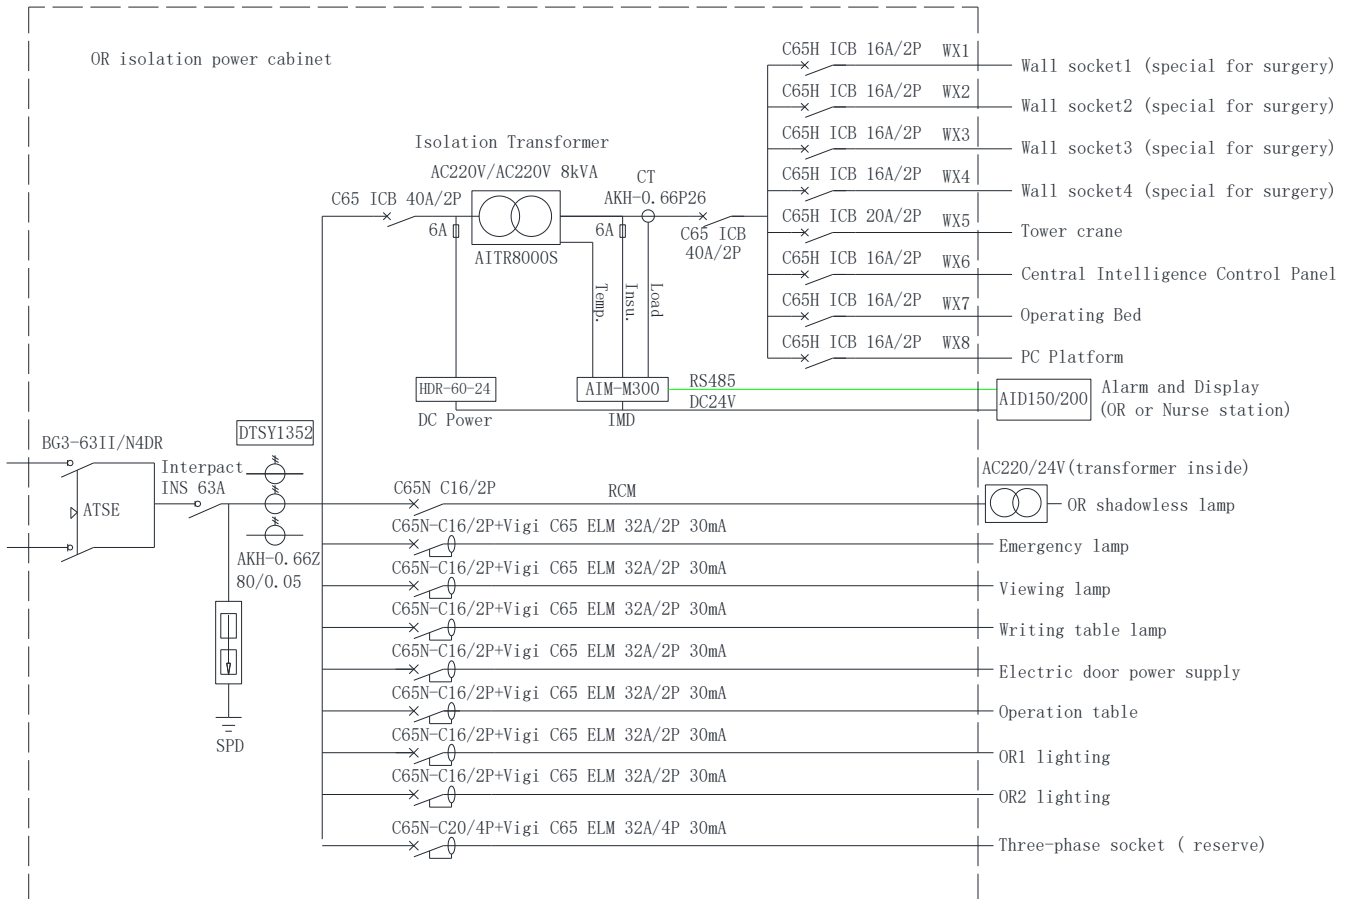 OR isolation power cabinet
C65H ICB 16A/2P WX1
Wall socket1 (special for surgery)
C65H ICB 16A/2P WX2
Wall socket2 (special for surgery)
C65H ICB 16A/2P WX3
Wall socket3 (special for surgery)
C65H ICB 16A/2P WX4
Wall socket4 (special for surgery)
C65H ICB 20A/2P WX5
Tower crane
C65H ICB 16A/2P WX6
Central Intelligence Control Panel
C65H ICB 16A/2P WX7
Operating Bed
C65H ICB 16A/2P WX8
PC Platform
Isolation Transformer
AC220V/AC220V 8kVA
C65 ICB 40A/2P
6A
AITR8000S
CT
AKH-0.66P26
6A
C65 ICB
40A/2P
Temp.
Insu.
Load
HDR-60-24
DC Power
AIM-M300
IMD
RS485
DC24V
AID150/200
Alarm and Display
(OR or Nurse station)
BG3-63II/N4DR
ATSE
Interpact
INS 63A
DTSY1352
AKH-0.66Z
80/0.05
SPD
C65N C16/2P
RCM
AC220/24V(transformer inside)
OR shadowless lamp
C65N-C16/2P+Vigi C65 ELM 32A/2P 30mA
Emergency lamp
C65N-C16/2P+Vigi C65 ELM 32A/2P 30mA
Viewing lamp
C65N-C16/2P+Vigi C65 ELM 32A/2P 30mA
Writing table lamp
C65N-C16/2P+Vigi C65 ELM 32A/2P 30mA
Electric door power supply
C65N-C16/2P+Vigi C65 ELM 32A/2P 30mA
Operation table
C65N-C16/2P+Vigi C65 ELM 32A/2P 30mA
OR1 lighting
C65N-C16/2P+Vigi C65 ELM 32A/2P 30mA
OR2 lighting
C65N-C20/4P+Vigi C65 ELM 32A/4P 30mA
Three-phase socket ( reserve)